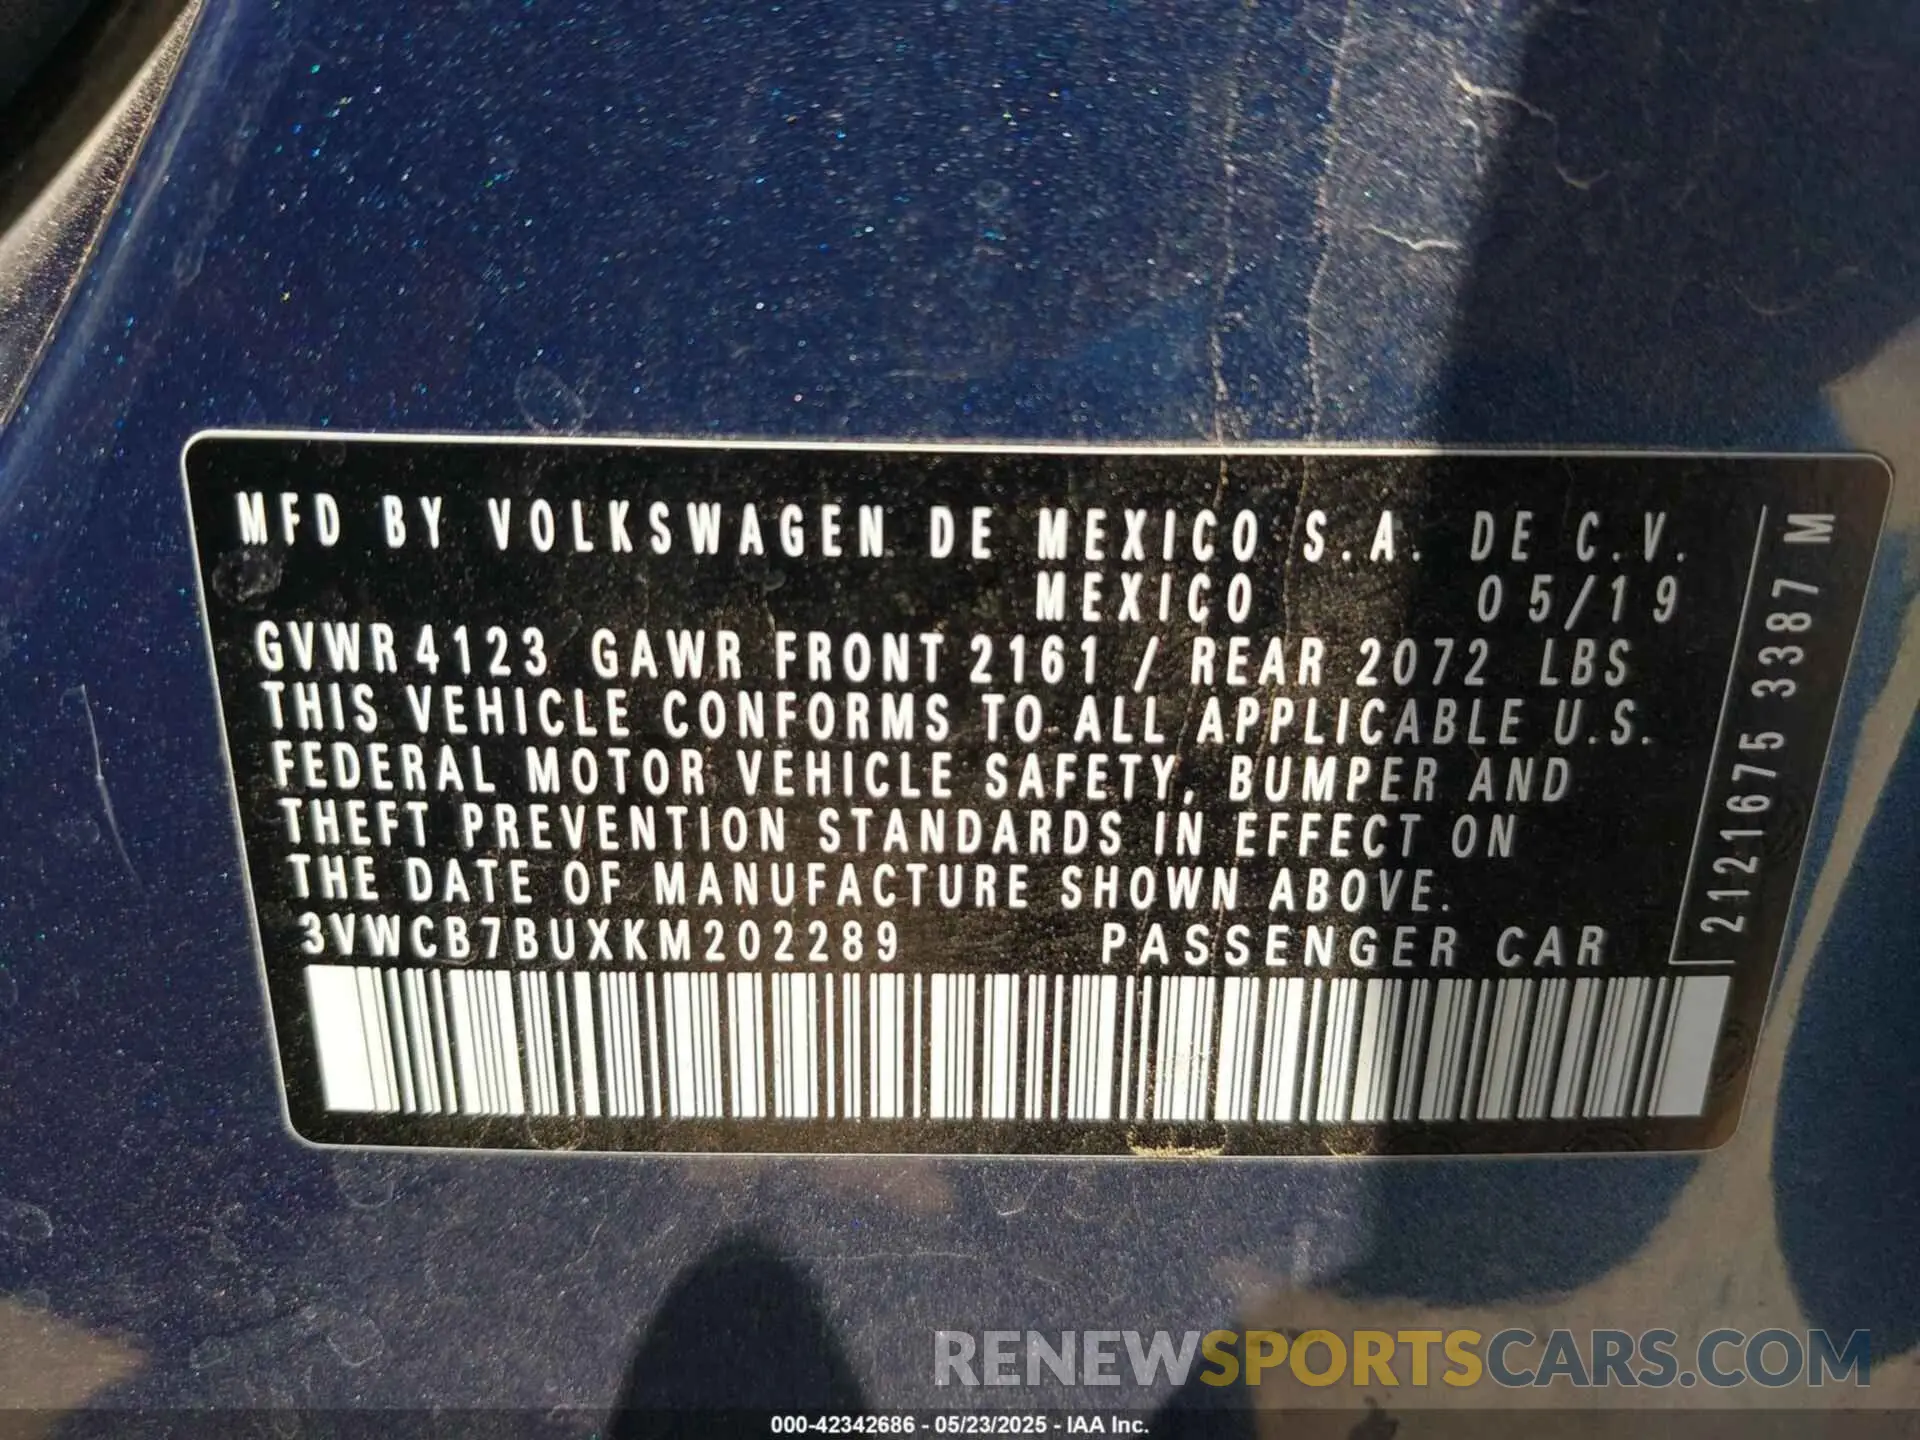 MFD BY VOLKSWAGEN DE MEXICO S.A. DE C.V.
MEXICO 05/19
GVWR 4123 GAWR FRONT 2161 / REAR 2072 LBS
THIS VEHICLE CONFORMS TO ALL APPLICABLE U.S.
FEDERAL MOTOR VEHICLE SAFETY, BUMPER AND
THEFT PREVENTION STANDARDS IN EFFECT ON
THE DATE OF MANUFACTURE SHOWN ABOVE.
3VWCB7BUXKM202289 PASSENGER CAR
2121675 3387 M
RENEWSPORTSCARS.COM
000-42342686 - 05/23/2025 - IAA Inc.